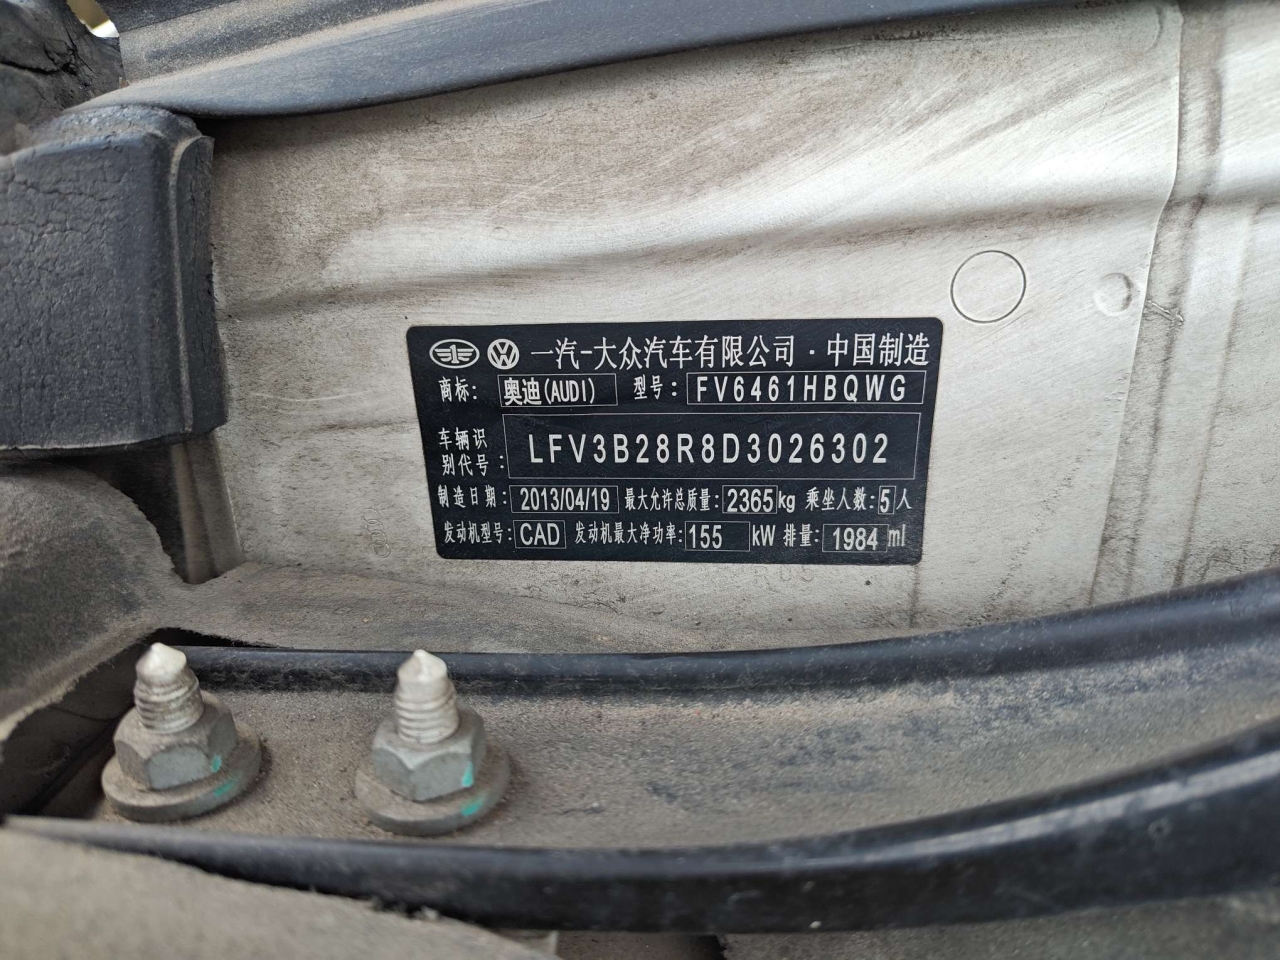 一汽-大众汽车有限公司·中国制造
商标: 奥迪(AUDI) 型号: FV6461HBQWG
车辆识别代号: LFV3B28R8D3026302
制造日期: 2013/04/19 最大允许总质量: 2365kg 乘坐人数: 5人
发动机型号: CAD 发动机最大净功率: 155 kW 排量: 1984 ml